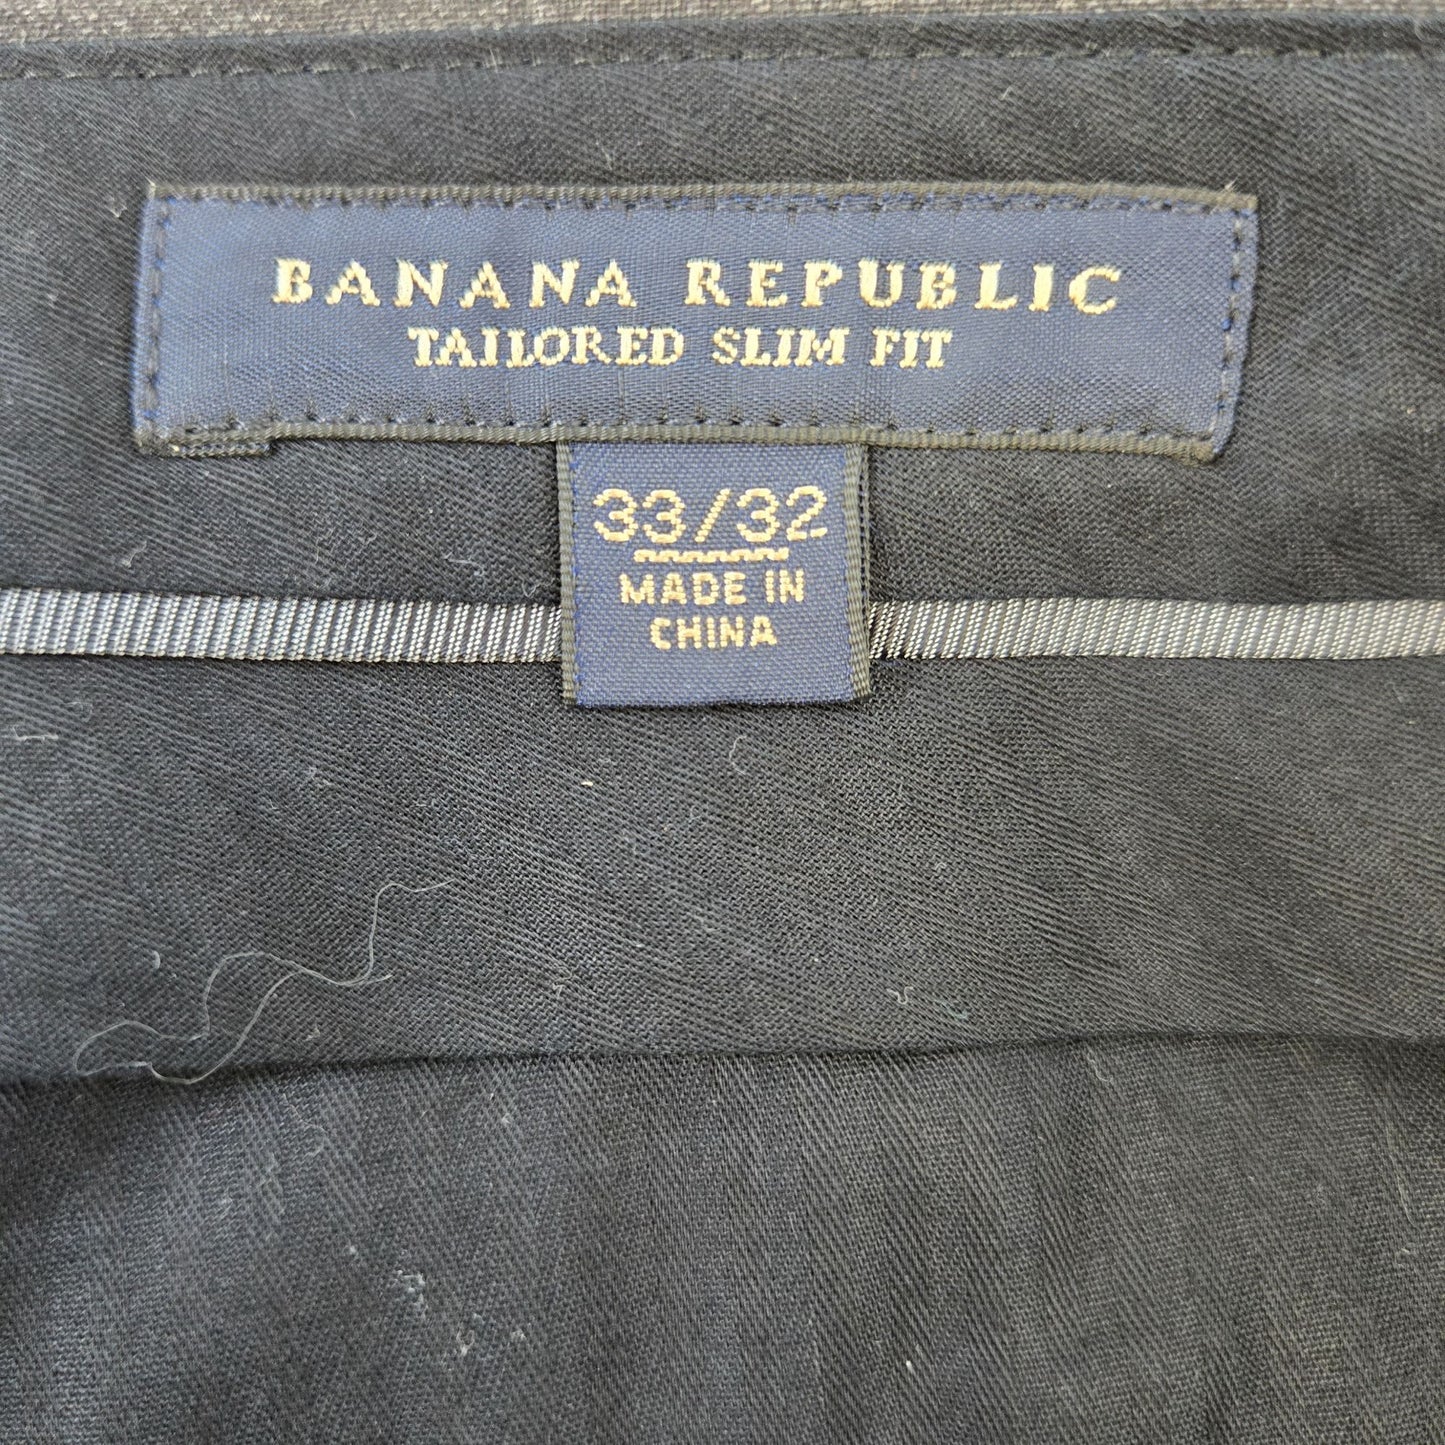 BANANA REPUBLIC
TAILORED SLIM FIT
33/32
MADE IN
CHINA